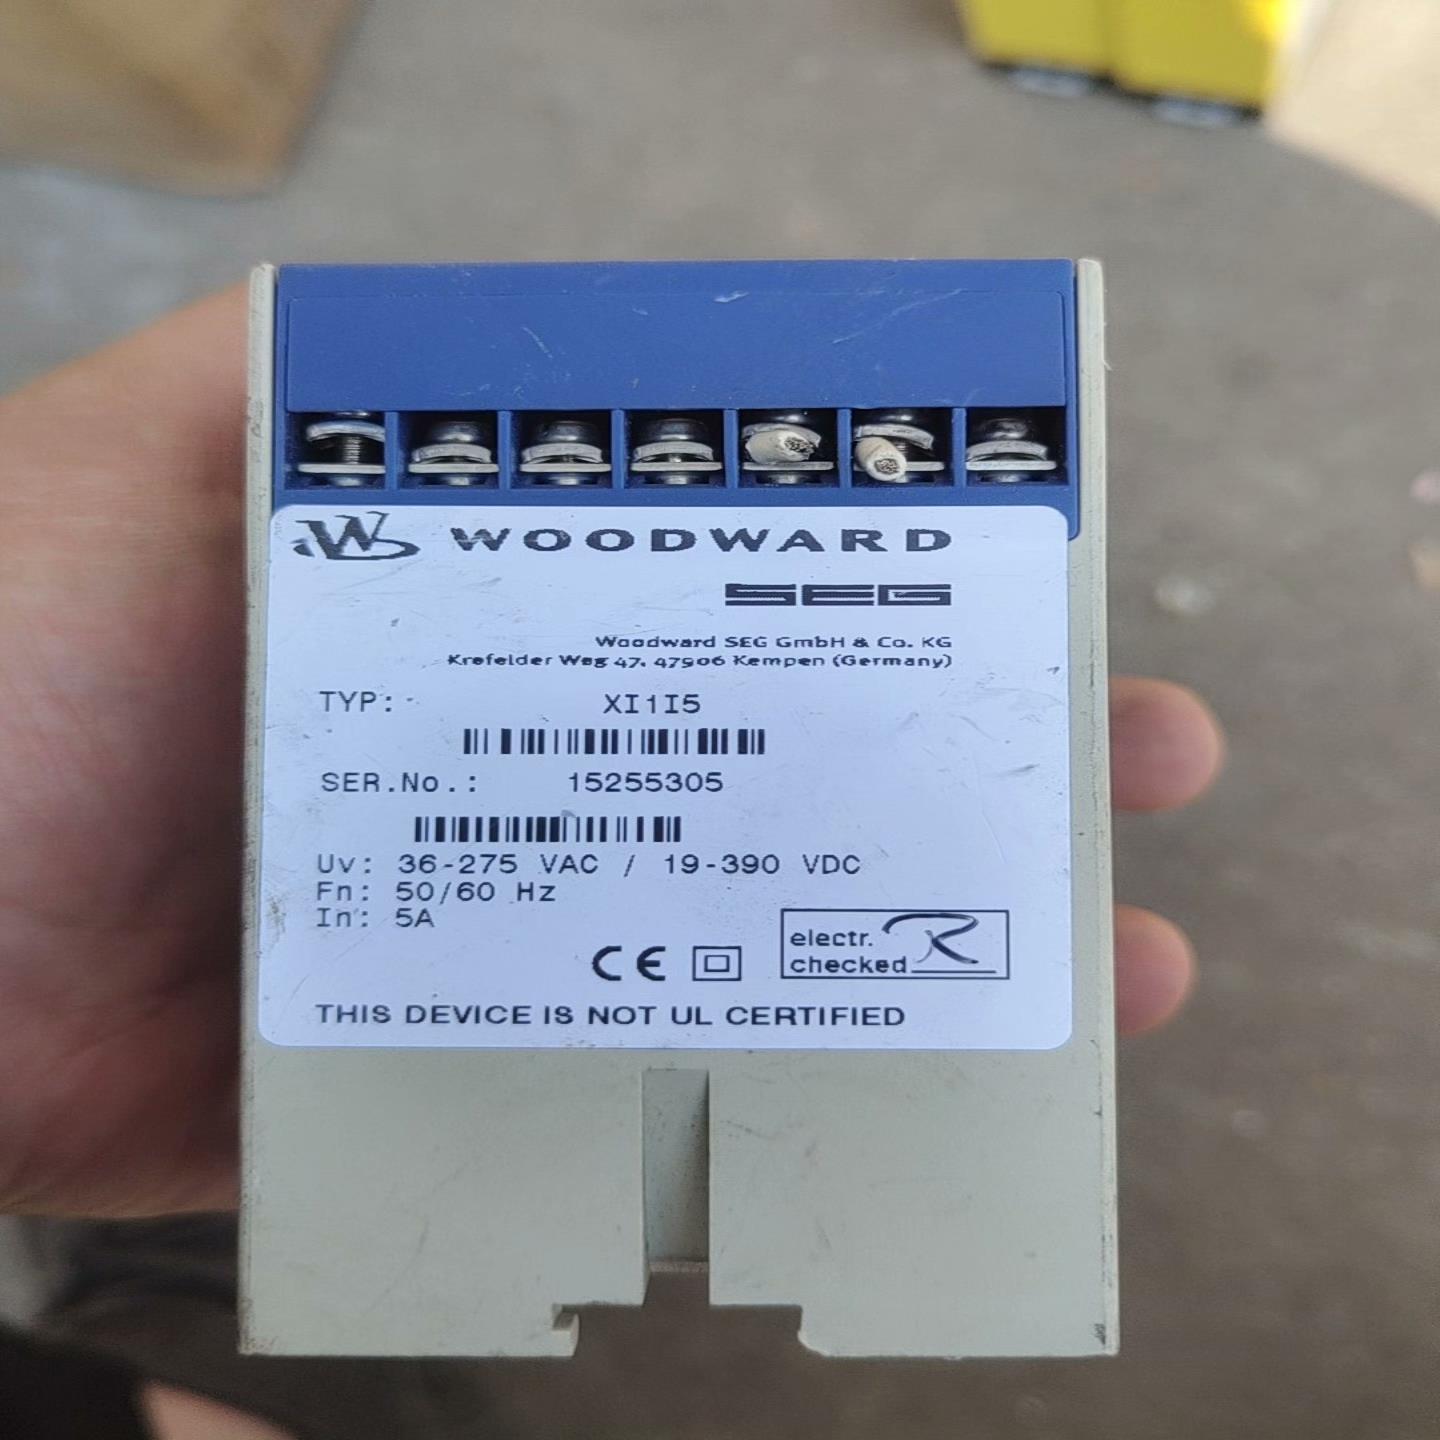 W WOODWARD
SEG
Woodward SEG GmbH & Co. KG
Krefelder Weg 47, 47906 Kempen (Germany)
TYP: XI1I5
SER.No.: 15255305
Uv: 36-275 VAC / 19-390 VDC
Fn: 50/60 Hz
In: 5A
electr.
checked R
CE
THIS DEVICE IS NOT UL CERTIFIED